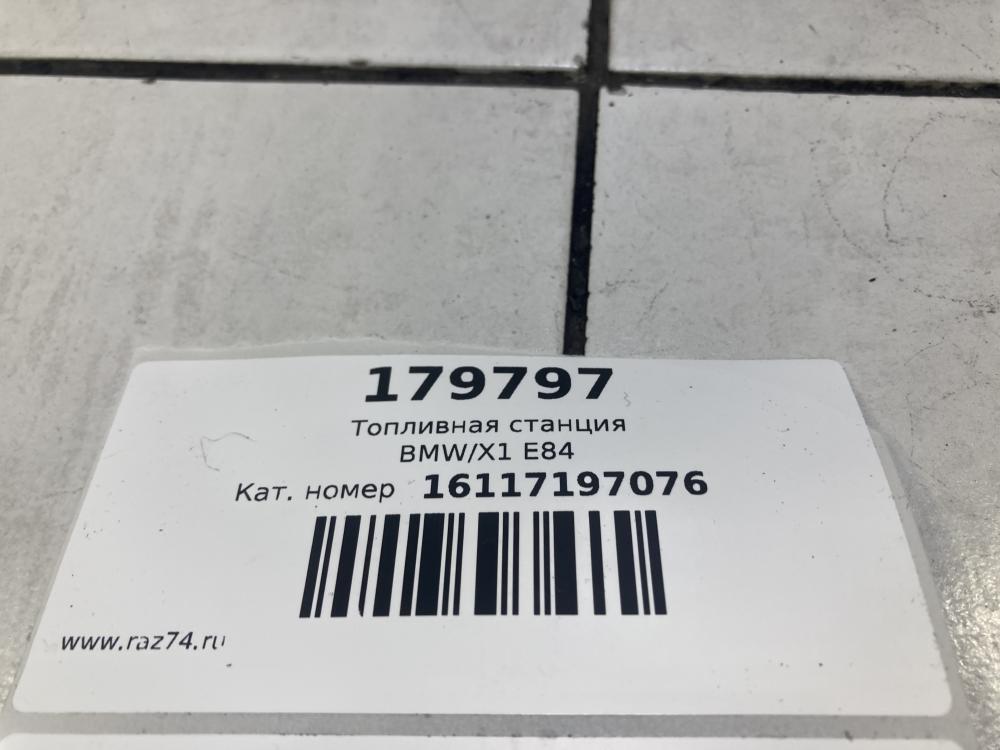 179797
Топливная станция
BMW/X1 E84
Кат. номер 16117197076
www.raz74.ru